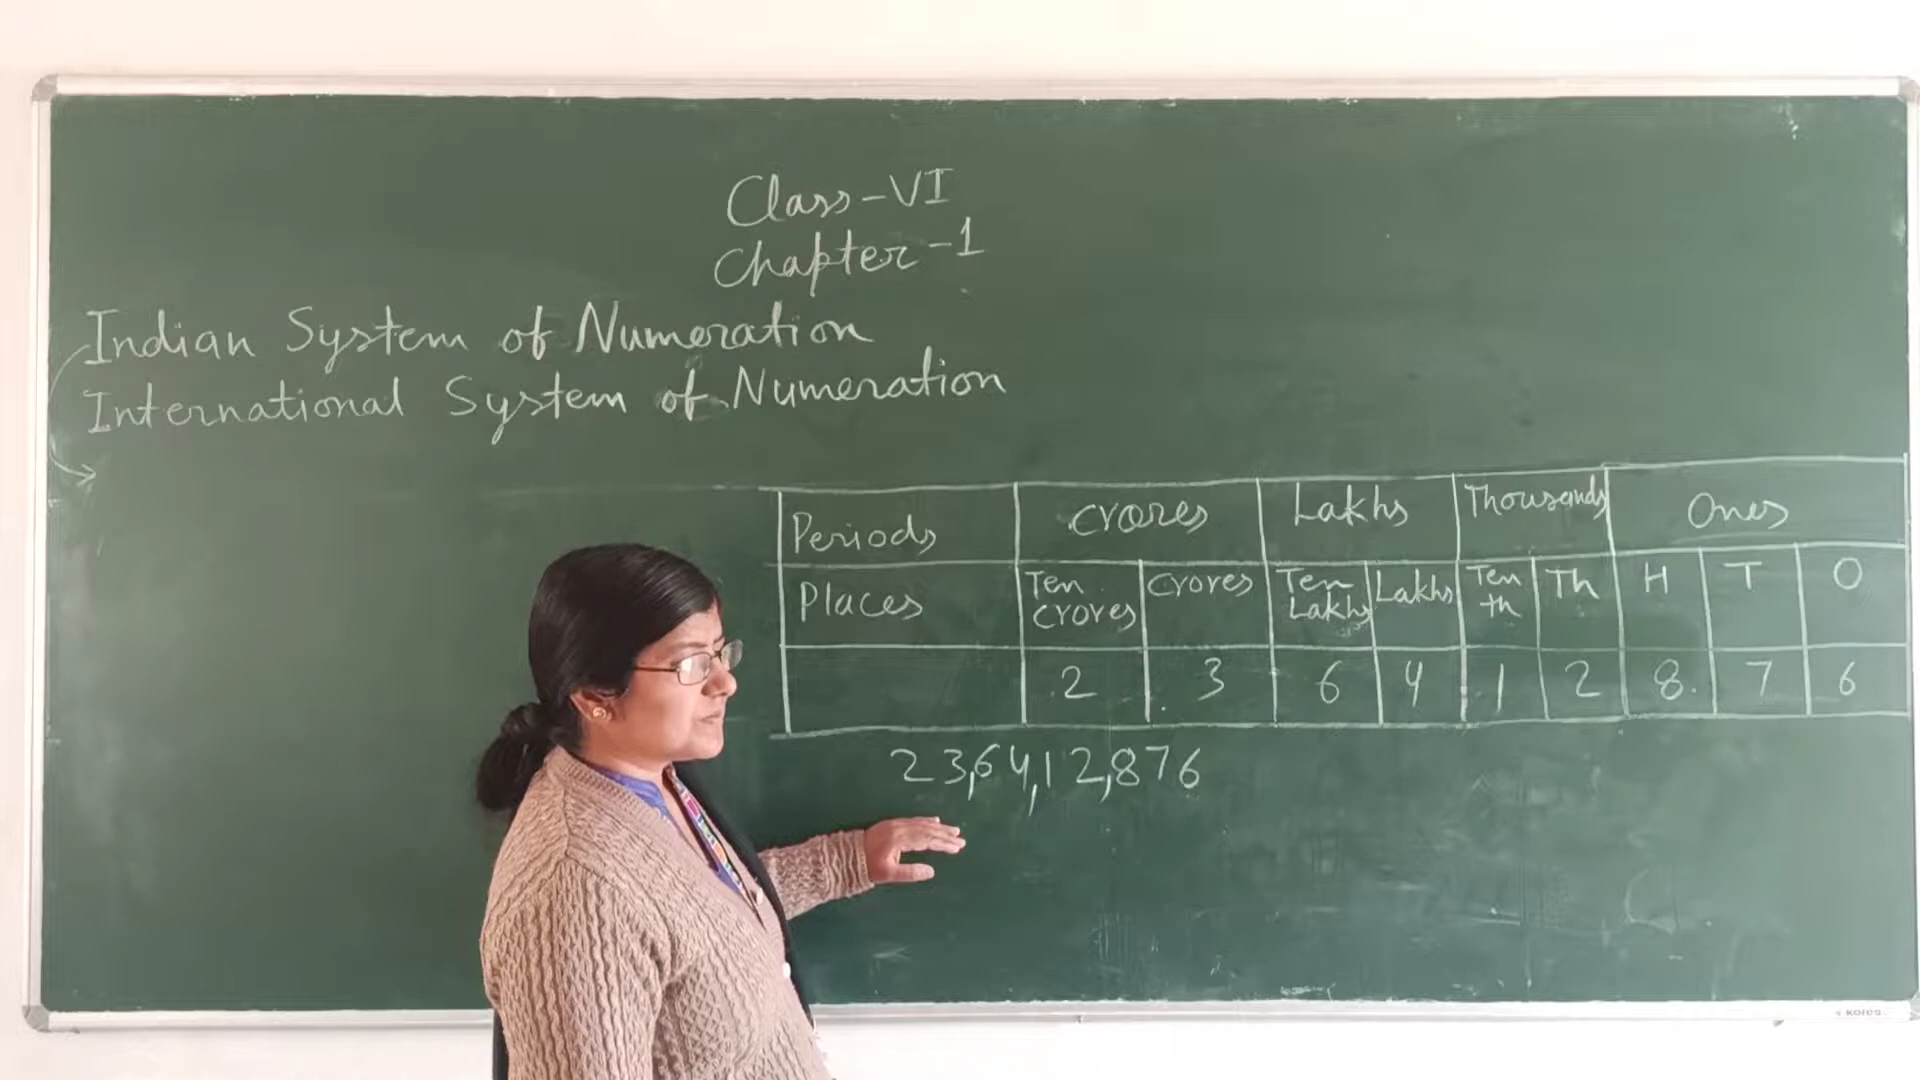 Class-VI
Chapter-1
Indian System of Numeration
International System of Numeration
Periods Crores Lakhs Thousands Ones
Places Ten Crores Crores Ten Lakhs Lakhs Ten th Th H T O
2 3 6 4 1 2 8 7 6
23,64,12,876
kores